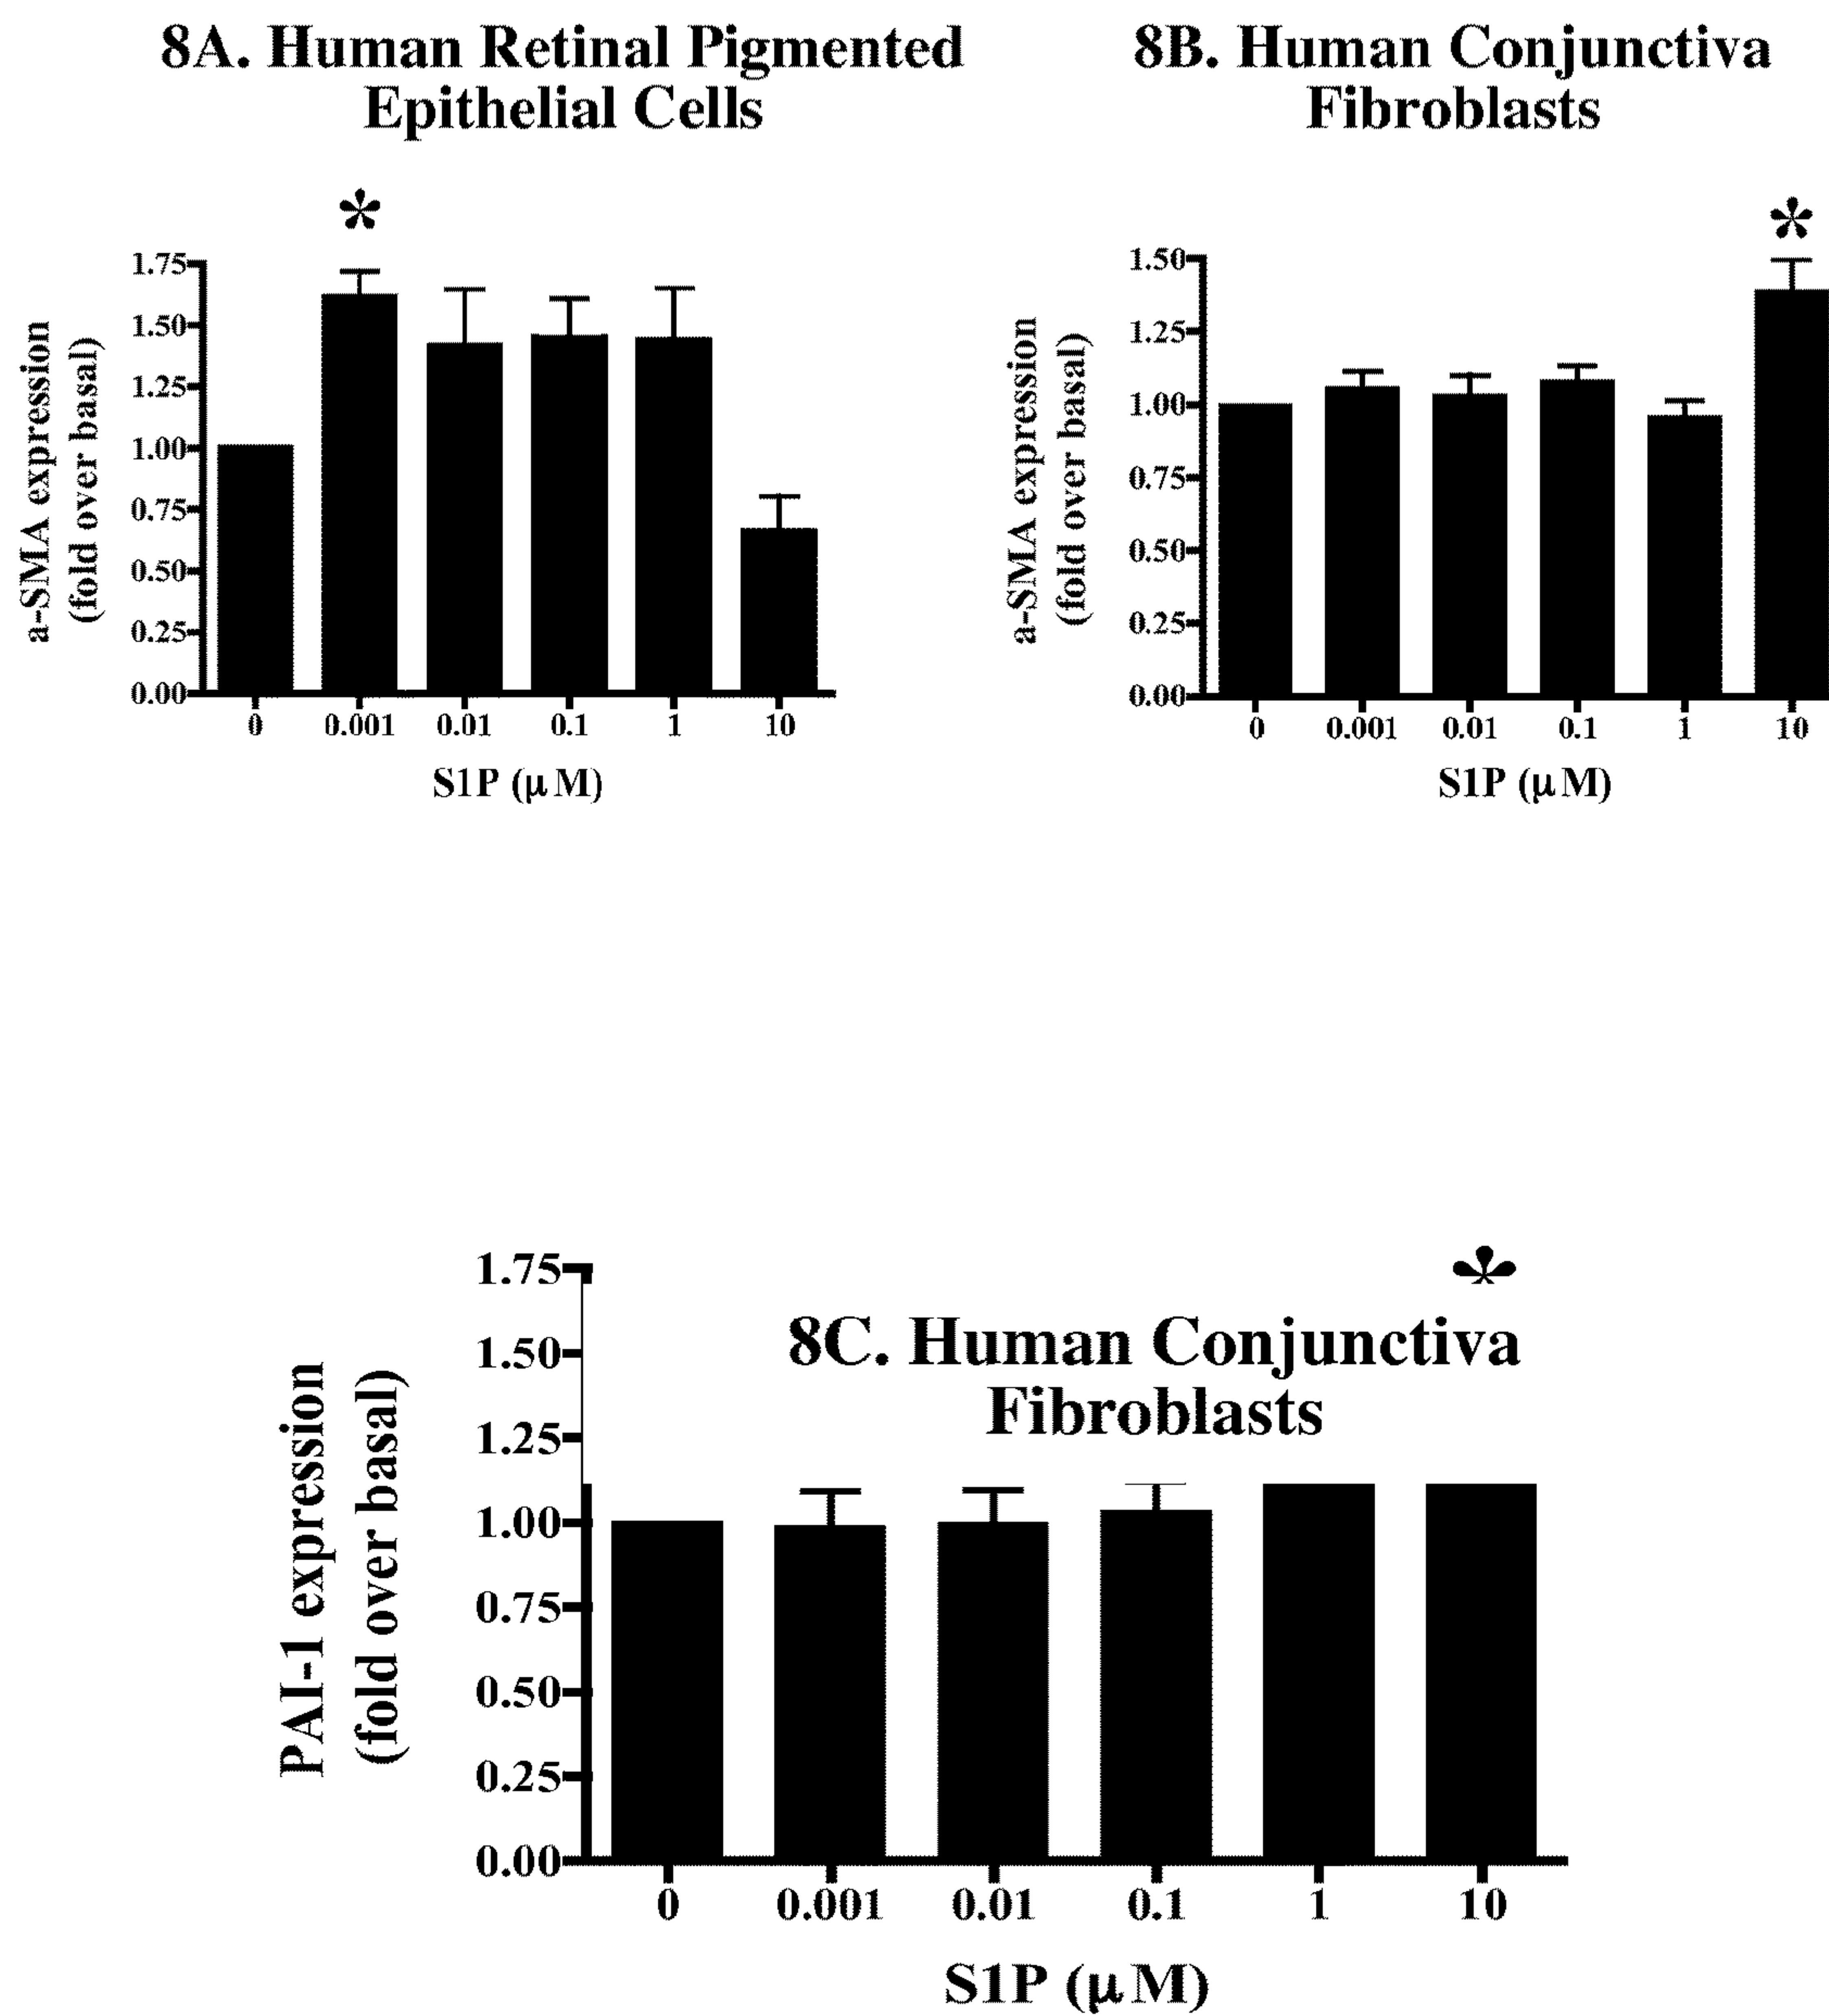 8A. Human Retinal Pigmented
Epithelial Cells
*
a-SMA expression
(fold over basal)
1.75
1.50
1.25
1.00
0.75
0.50
0.25
0.00
0 0.001 0.01 0.1 1 10
S1P (μM)
8B. Human Conjunctiva
Fibroblasts
*
a-SMA expression
(fold over basal)
1.50
1.25
1.00
0.75
0.50
0.25
0.00
0 0.001 0.01 0.1 1 10
S1P (μM)
8C. Human Conjunctiva
Fibroblasts
*
PAI-1 expression
(fold over basal)
1.75
1.50
1.25
1.00
0.75
0.50
0.25
0.00
0 0.001 0.01 0.1 1 10
S1P (μM)